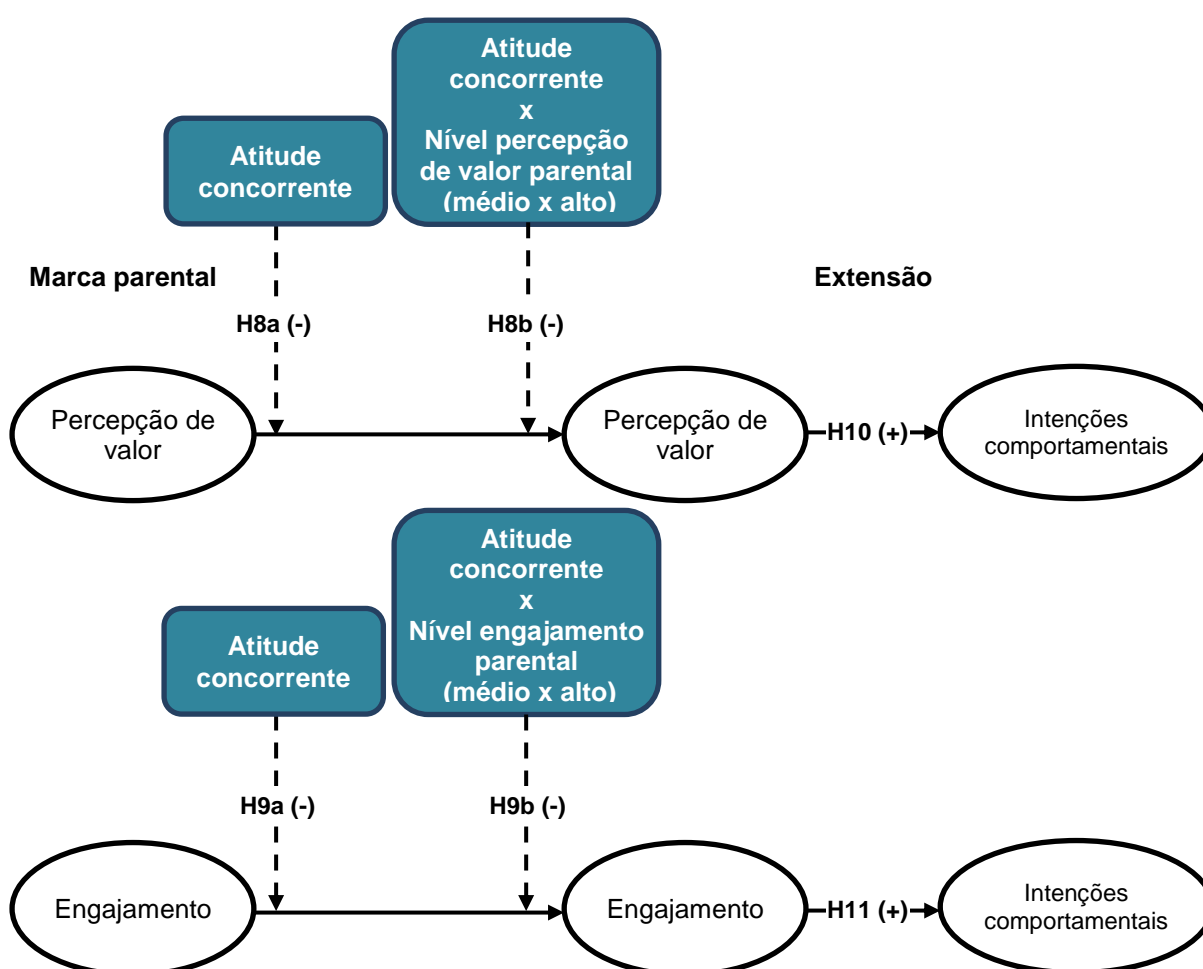 Atitude
concorrente
Atitude
concorrente
x
Nível percepção
de valor parental
(médio x alto)
Marca parental
Extensão
H8a (-)
H8b (-)
Percepção de
valor
Percepção de
valor
H10 (+)
Intenções
comportamentais
Atitude
concorrente
Atitude
concorrente
x
Nível engajamento
parental
(médio x alto)
H9a (-)
H9b (-)
Engajamento
Engajamento
H11 (+)
Intenções
comportamentais